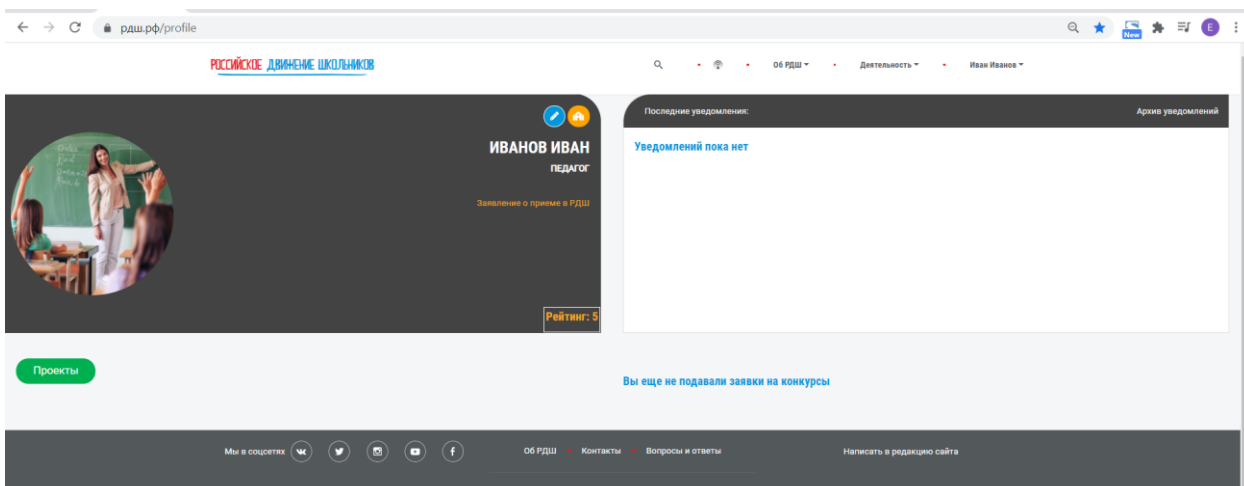 рдш.рф/profile
New
E
РОССИЙСКОЕ ДВИЖЕНИЕ ШКОЛЬНИКОВ
Об РДШ
Деятельность
Иван Иванов
ИВАНОВ ИВАН
ПЕДАГОГ
Заявление о приеме в РДШ
Рейтинг: 5
Последние уведомления:
Архив уведомлений
Уведомлений пока нет
Проекты
Вы еще не подавали заявки на конкурсы
Мы в соцсетях
Об РДШ
Контакты
Вопросы и ответы
Написать в редакцию сайта